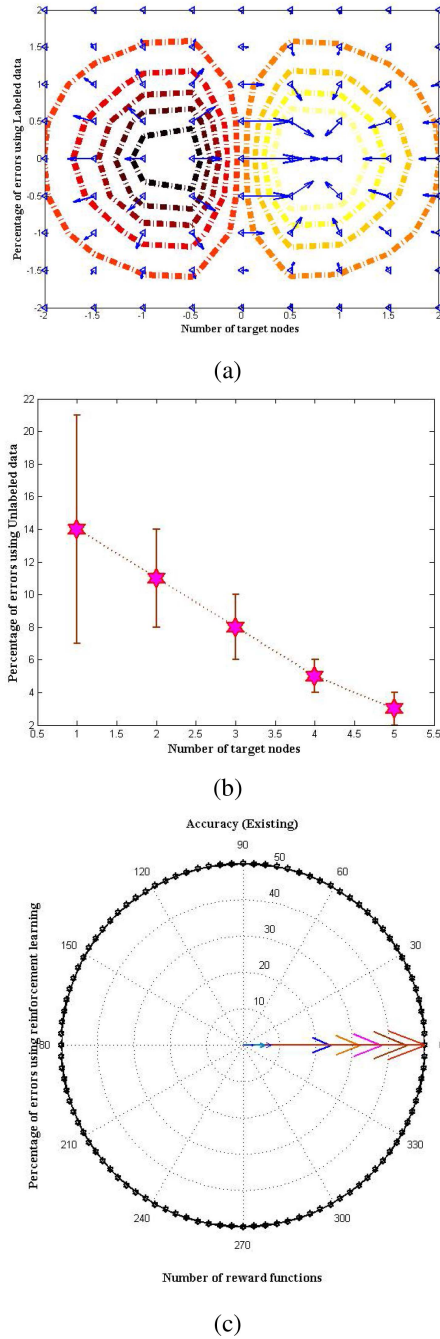 2
1.5
1
0.5
0
-0.5
-1
-1.5
-2
-2 -1.5 -1 -0.5 0 0.5 1 1.5 2
Percentage of errors using Labeled data
Number of target nodes
(a)
22
20
18
16
14
12
10
8
6
4
2
0.5 1 1.5 2 2.5 3 3.5 4 4.5 5 5.5
Percentage of errors using Unlabeled data
Number of target nodes
(b)
Accuracy (Existing)
90
120 50 60
40
150 30 30
20
10
80
210 330
240 300
270
Percentage of errors using reinforcement learning
Number of reward functions
(c)